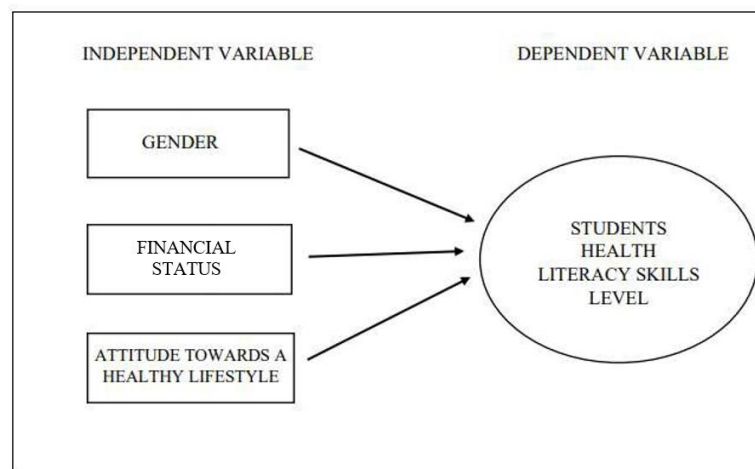 INDEPENDENT VARIABLE
DEPENDENT VARIABLE
GENDER
FINANCIAL
STATUS
ATTITUDE TOWARDS A
HEALTHY LIFESTYLE
STUDENTS
HEALTH
LITERACY SKILLS
LEVEL